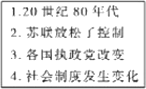 1.20 世纪 80 年代
2. 苏联放松了控制
3. 各国执政党改变
4. 社会制度发生变化